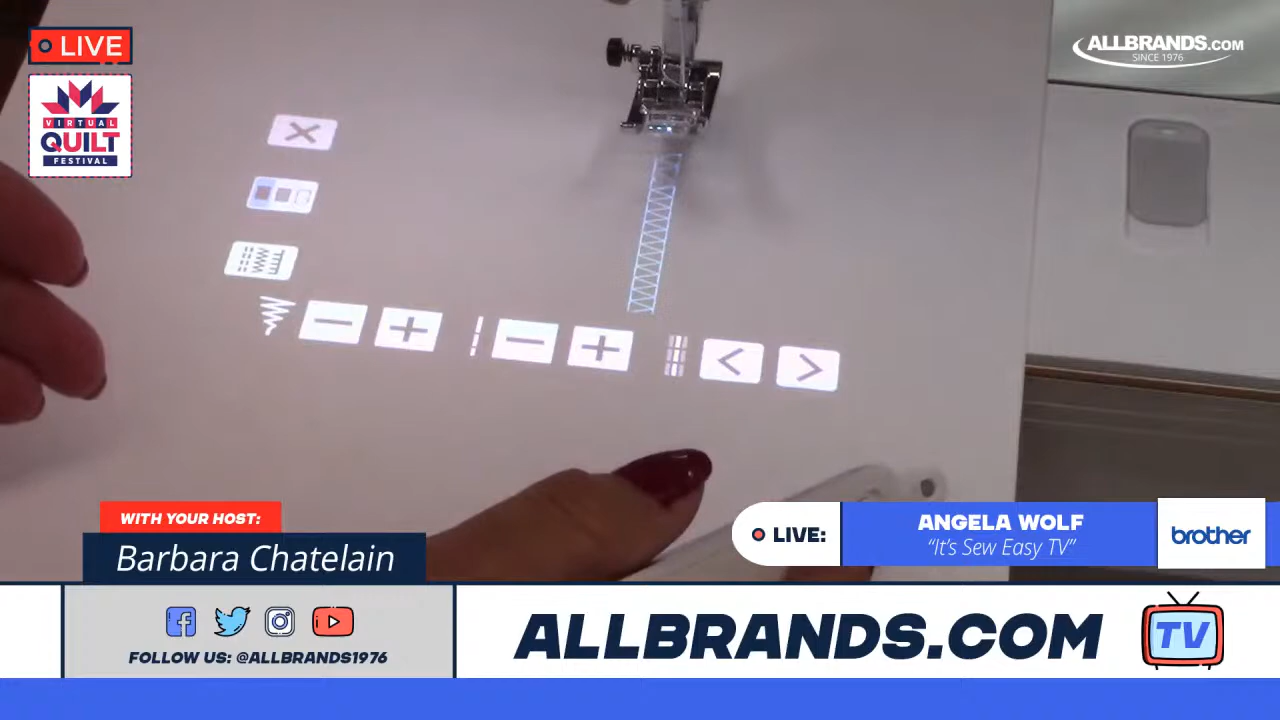 LIVE
VIRTUAL
QUILT
FESTIVAL
ALLBRANDS.COM
SINCE 1976
WITH YOUR HOST:
Barbara Chatelain
LIVE:
ANGELA WOLF
"It's Sew Easy TV"
brother
FOLLOW US: @ALLBRANDS1976
ALLBRANDS.COM
TV